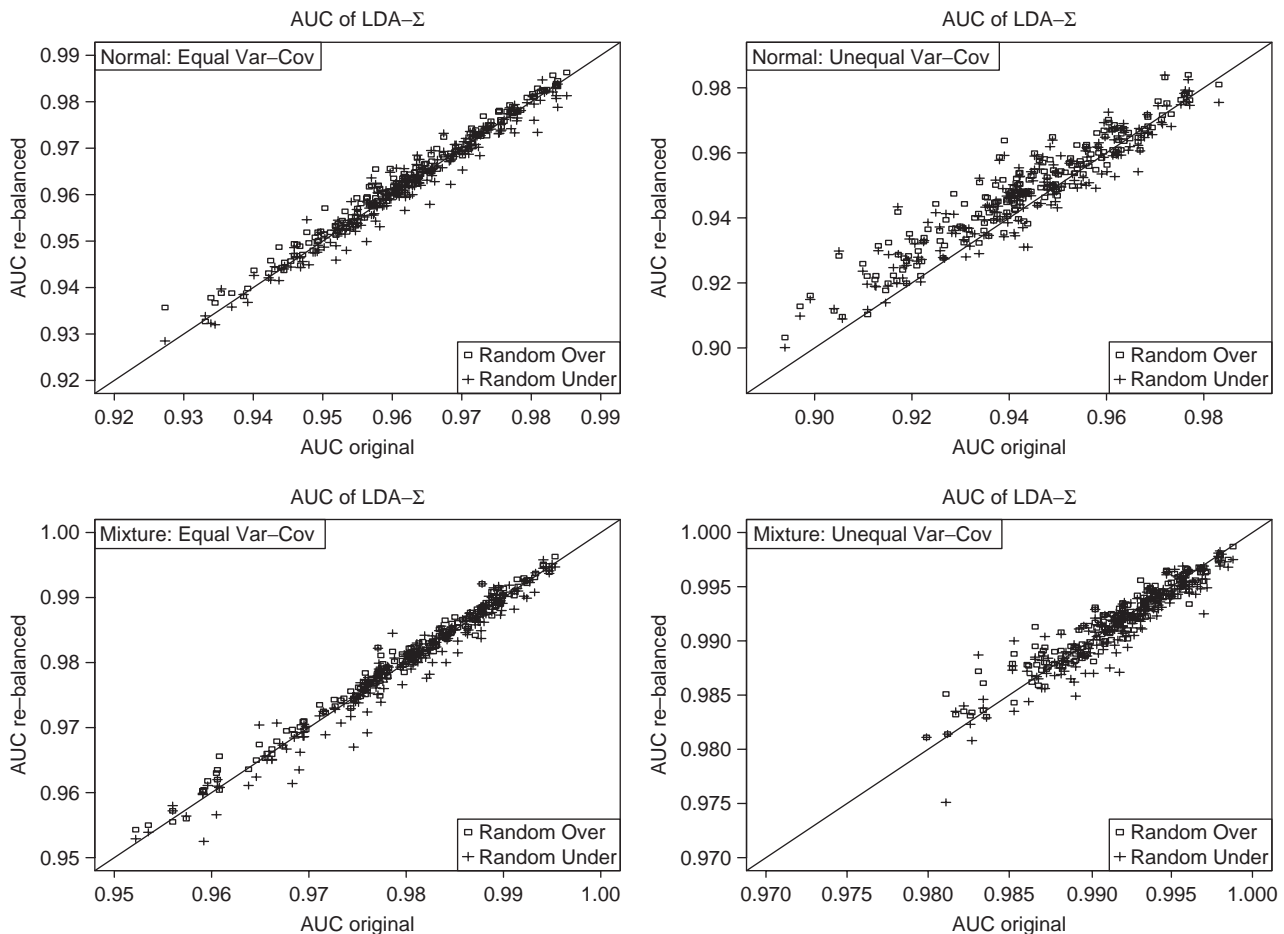 AUC of LDA–Σ
Normal: Equal Var–Cov
AUC re–balanced
0.99
0.98
0.97
0.96
0.95
0.94
0.93
0.92
Random Over
Random Under
0.92 0.93 0.94 0.95 0.96 0.97 0.98 0.99
AUC original
AUC of LDA–Σ
Normal: Unequal Var–Cov
AUC re–balanced
0.98
0.96
0.94
0.92
0.90
Random Over
Random Under
0.90 0.92 0.94 0.96 0.98
AUC original
AUC of LDA–Σ
Mixture: Equal Var–Cov
AUC re–balanced
1.00
0.99
0.98
0.97
0.96
0.95
Random Over
Random Under
0.95 0.96 0.97 0.98 0.99 1.00
AUC original
AUC of LDA–Σ
Mixture: Unequal Var–Cov
AUC re–balanced
1.000
0.995
0.990
0.985
0.980
0.975
0.970
Random Over
Random Under
0.970 0.975 0.980 0.985 0.990 0.995 1.000
AUC original